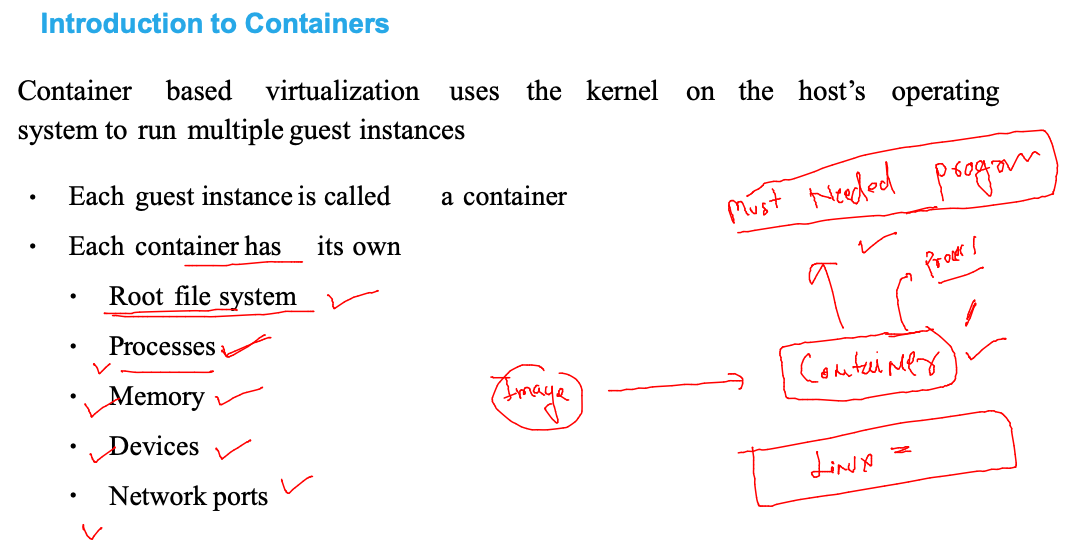 Introduction to Containers
Container based virtualization uses the kernel on the host’s operating
system to run multiple guest instances
• Each guest instance is called a container
• Each container has its own
• Root file system
• Processes
• Memory
• Devices
• Network ports
Must Needed program
Container
Image
Linux =